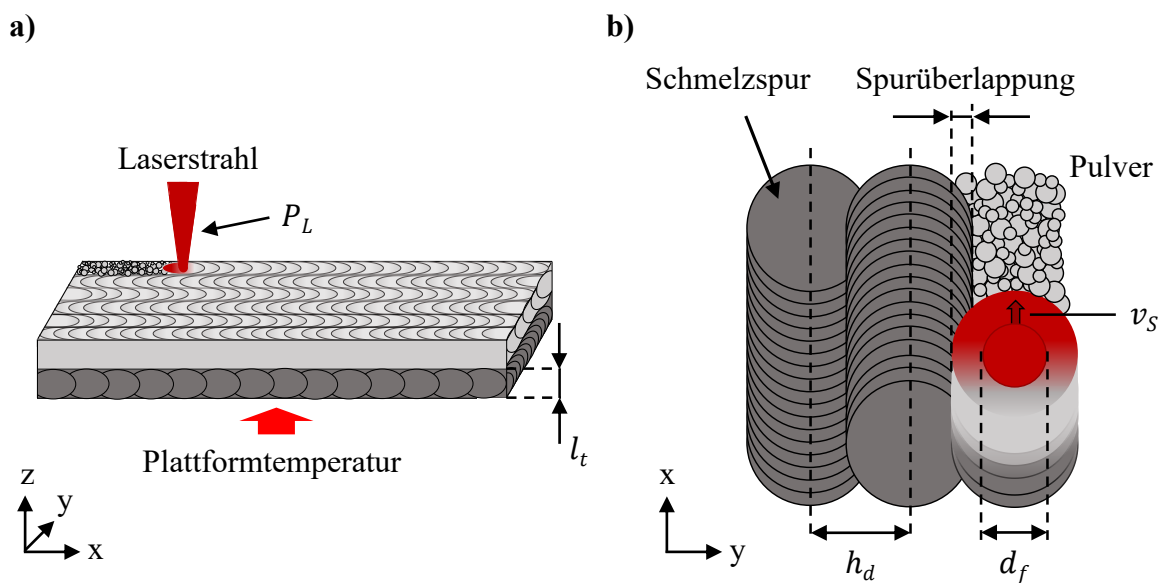 a)
Laserstrahl
P_L
Plattformtemperatur
l_t
z
y
x
b)
Schmelzspur
Spurüberlappung
Pulver
v_S
x
y
h_d
d_f